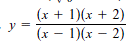 . y = (x + 1)(x + 2) / (x − 1)(x − 2)